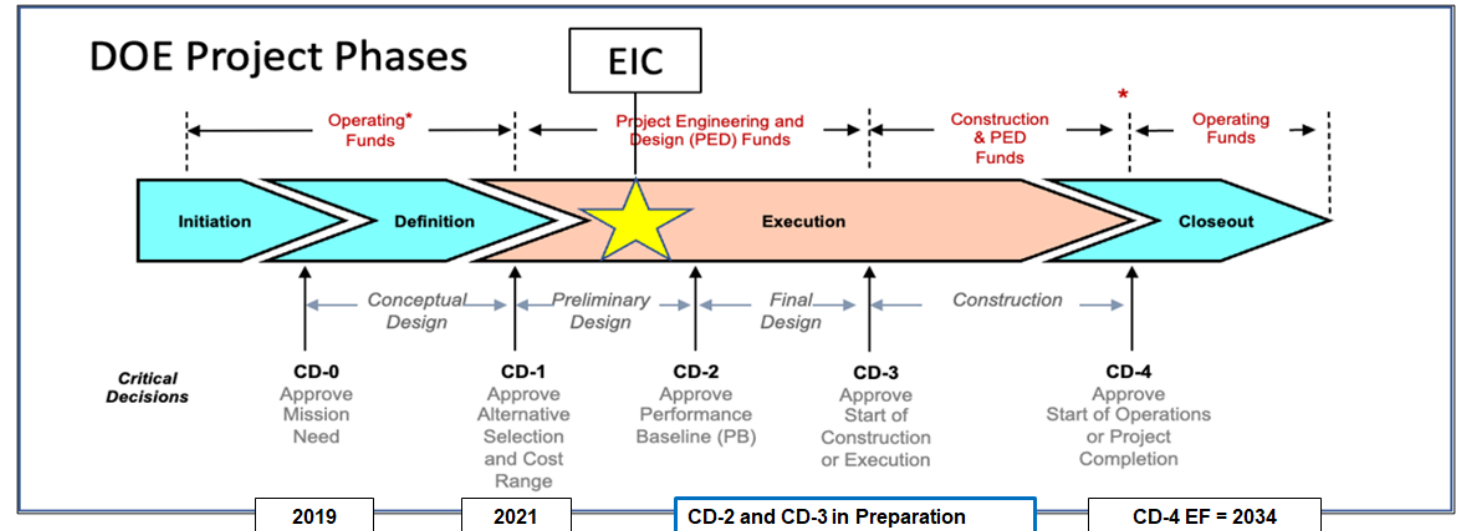 DOE Project Phases
EIC
*
Operating*
Funds
Project Engineering and
Design (PED) Funds
Construction
& PED
Funds
Operating
Funds
Initiation
Definition
Execution
Closeout
Conceptual
Design
Preliminary
Design
Final
Design
Construction
Critical
Decisions
CD-0
Approve
Mission
Need
CD-1
Approve
Alternative
Selection
and Cost
Range
CD-2
Approve
Performance
Baseline (PB)
CD-3
Approve
Start of
Construction
or Execution
CD-4
Approve
Start of Operations
or Project
Completion
2019
2021
CD-2 and CD-3 in Preparation
CD-4 EF = 2034